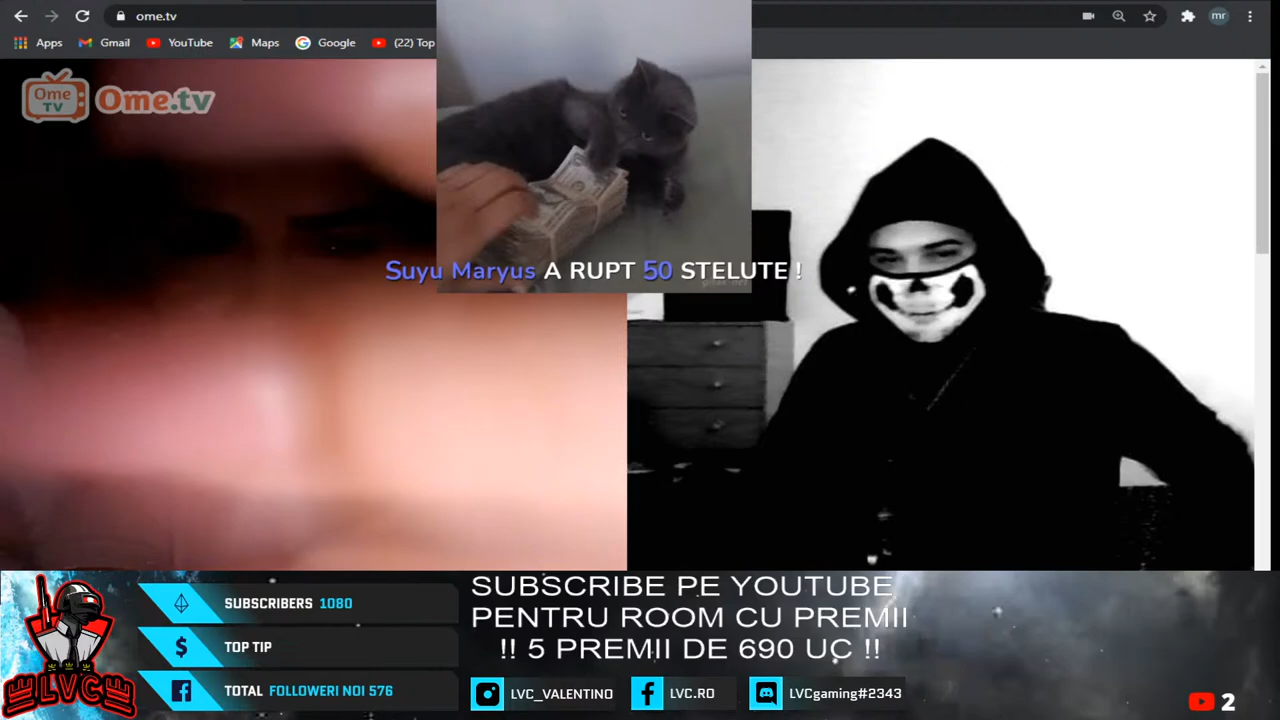 ome.tv
mr
Apps
Gmail
YouTube
Maps
Google
(22) Top
Ome TV
Ome.tv
Suyu Maryus A RUPT 50 STELUTE !
SUBSCRIBERS 1080
TOP TIP
TOTAL FOLLOWERI NOI 576
SUBSCRIBE PE YOUTUBE
PENTRU ROOM CU PREMII
!! 5 PREMII DE 690 UC !!
LVC
LVC_VALENTINO
LVC.RO
LVCgaming#2343
2